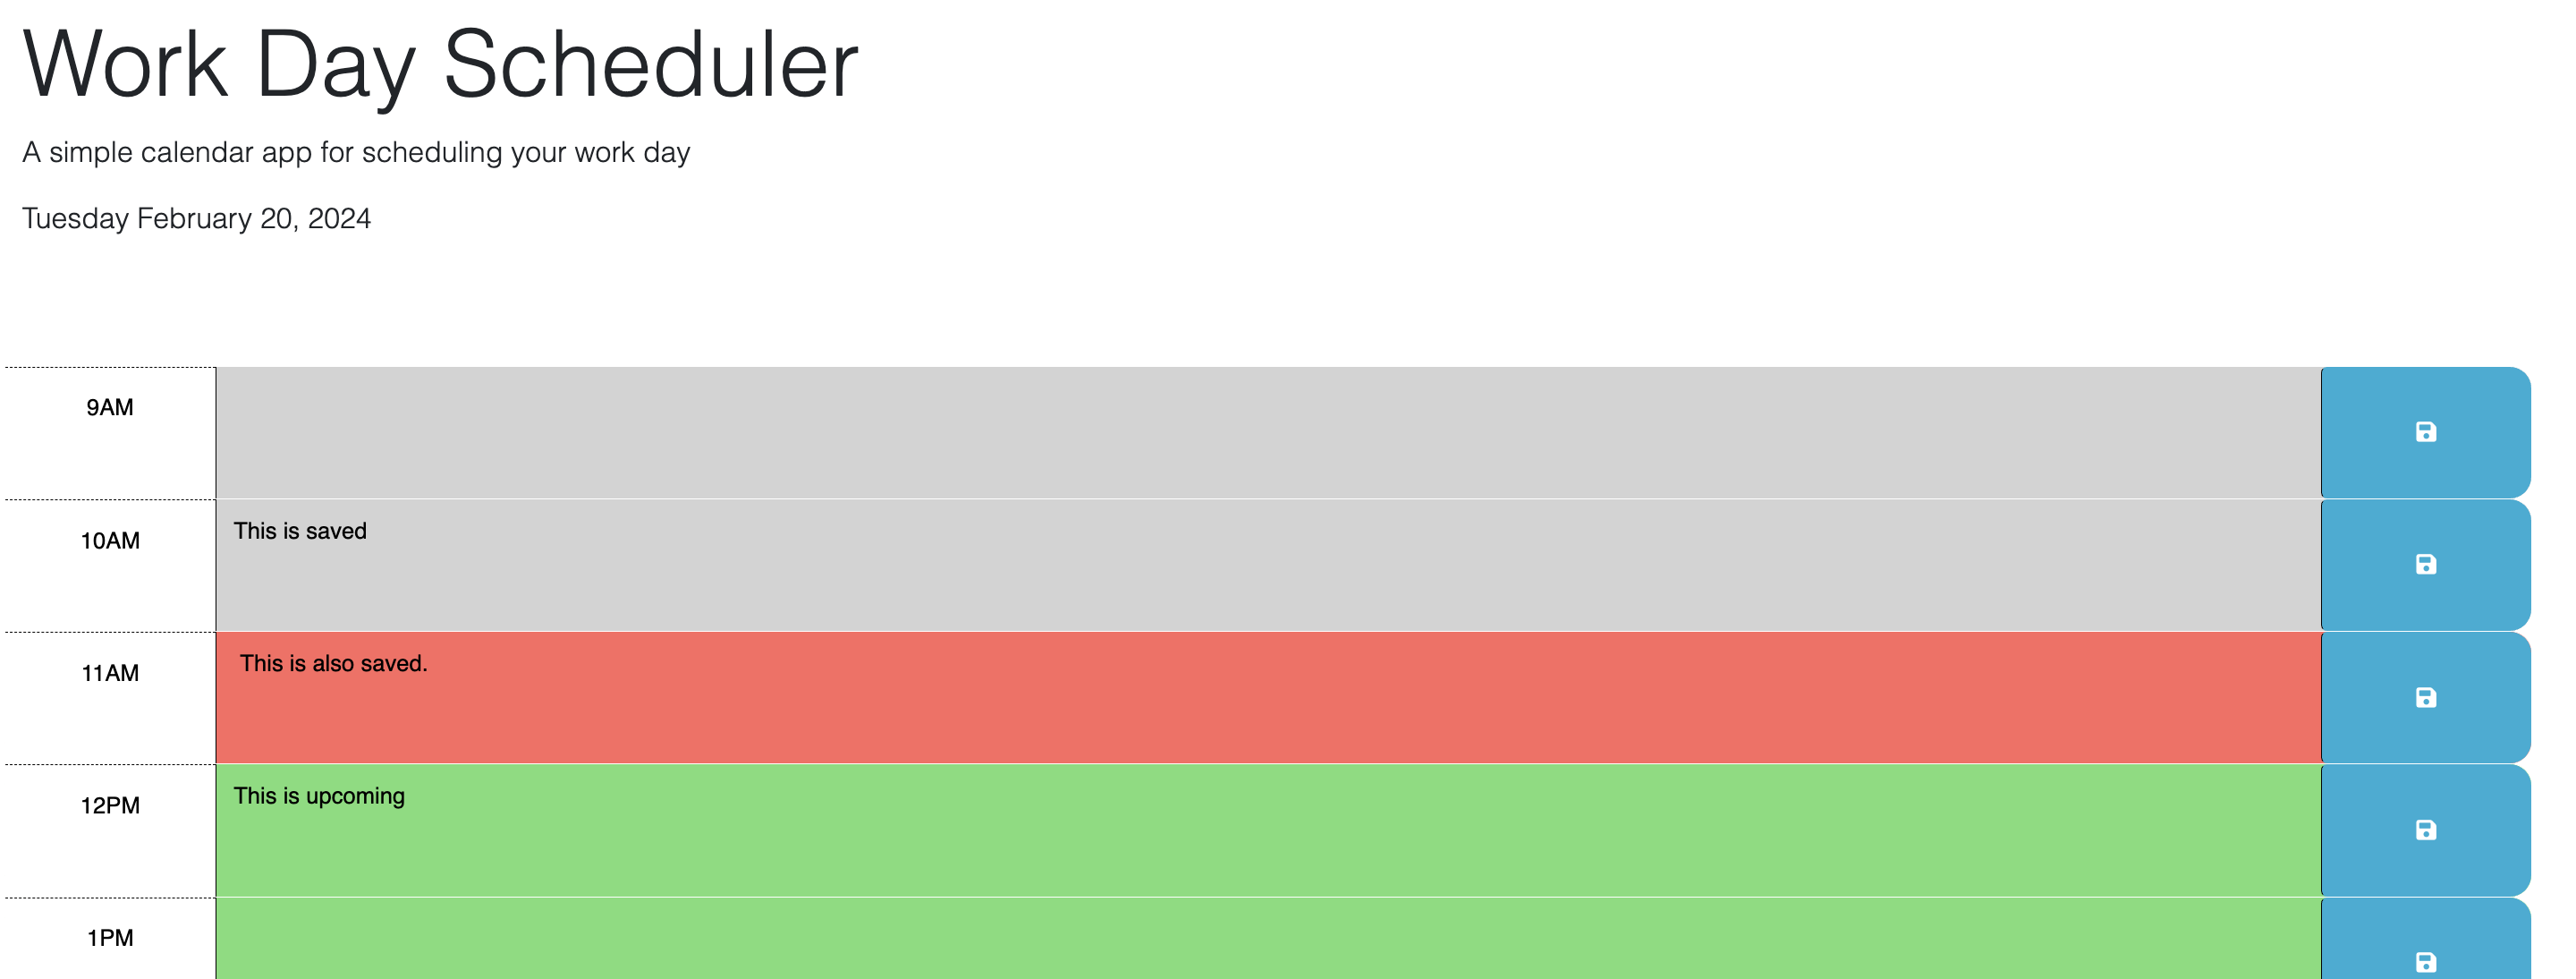 Work Day Scheduler
A simple calendar app for scheduling your work day
Tuesday February 20, 2024
9AM
10AM
This is saved
11AM
This is also saved.
12PM
This is upcoming
1PM